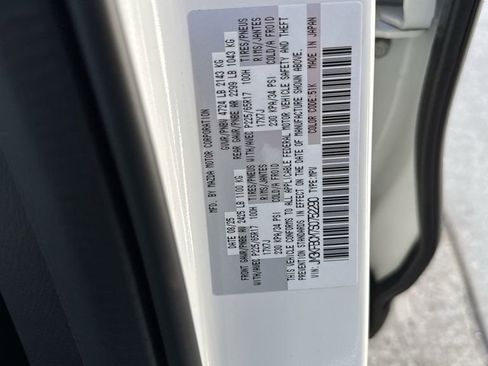 MFD. BY MAZDA MOTOR CORPORATION
DATE 08/25 GVWR/PNBV 4724 LB 2143 KG
FRONT GAWR/PNBE AV 2425 LB 1100 KG REAR GAWR/PNBE AR 2299 LB 1043 KG
WITH/AVEC P225/65R17 100H TIRES/PNEUS WITH/AVEC P225/65R17 100H TIRES/PNEUS
17X7J RIMS/JANTES 17X7J RIMS/JANTES
230 KPA/34 PSI COLD/A FROID 230 KPA/34 PSI COLD/A FROID
THIS VEHICLE CONFORMS TO ALL APPLICABLE FEDERAL MOTOR VEHICLE SAFETY AND THEFT
PREVENTION STANDARDS IN EFFECT ON THE DATE OF MANUFACTURE SHOWN ABOVE.
VIN: TYPE:MPV COLOR CODE:51K MADE IN JAPAN